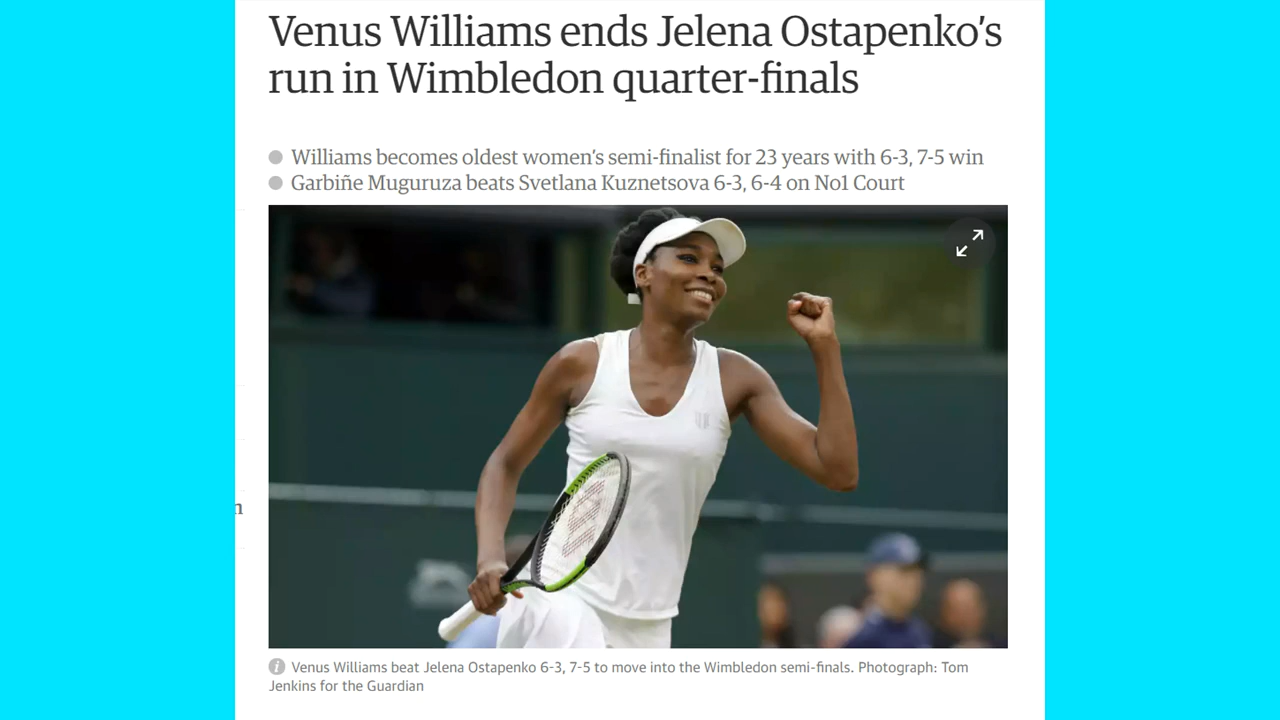 Venus Williams ends Jelena Ostapenko’s
run in Wimbledon quarter-finals
Williams becomes oldest women’s semi-finalist for 23 years with 6-3, 7-5 win
Garbiñe Muguruza beats Svetlana Kuznetsova 6-3, 6-4 on No1 Court
n
W
i Venus Williams beat Jelena Ostapenko 6-3, 7-5 to move into the Wimbledon semi-finals. Photograph: Tom
Jenkins for the Guardian